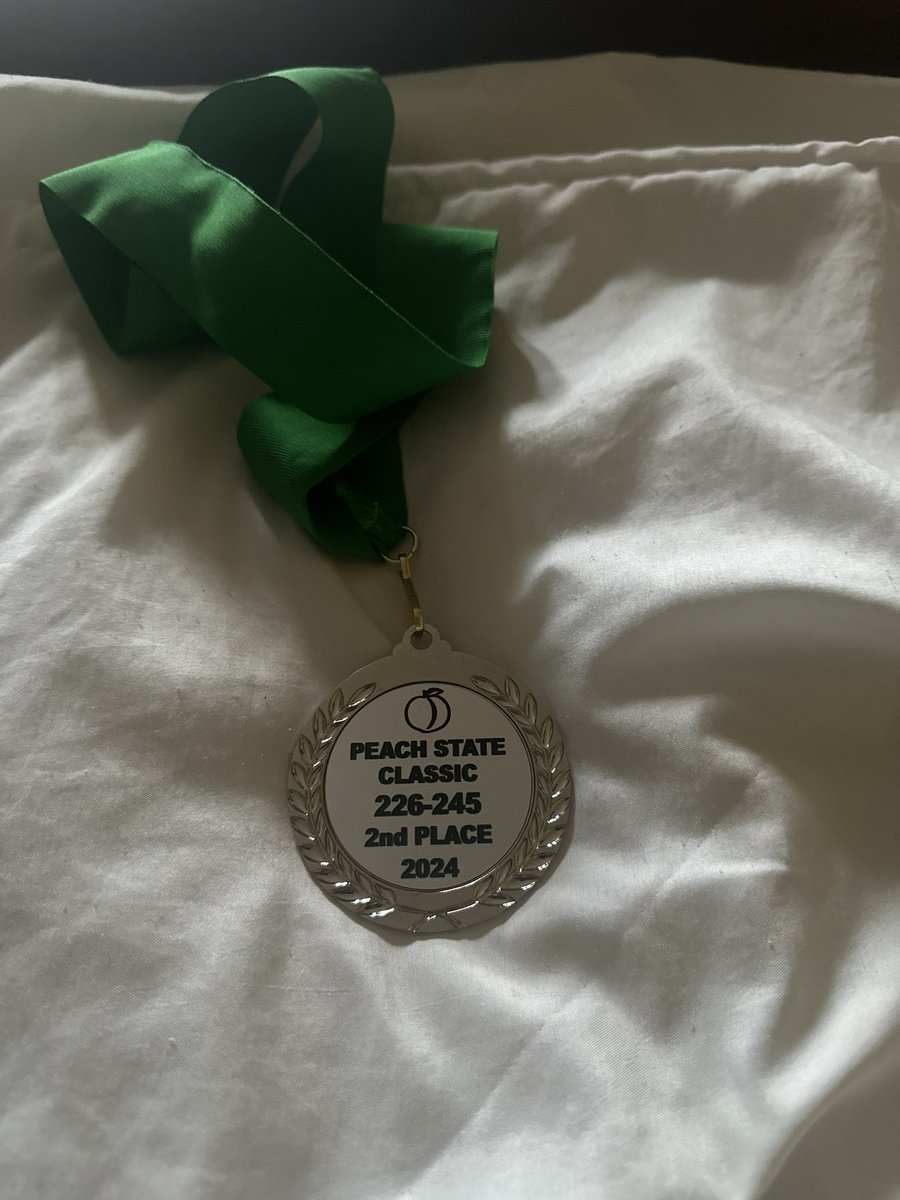 PEACH STATE
CLASSIC
226-245
2nd PLACE
2024